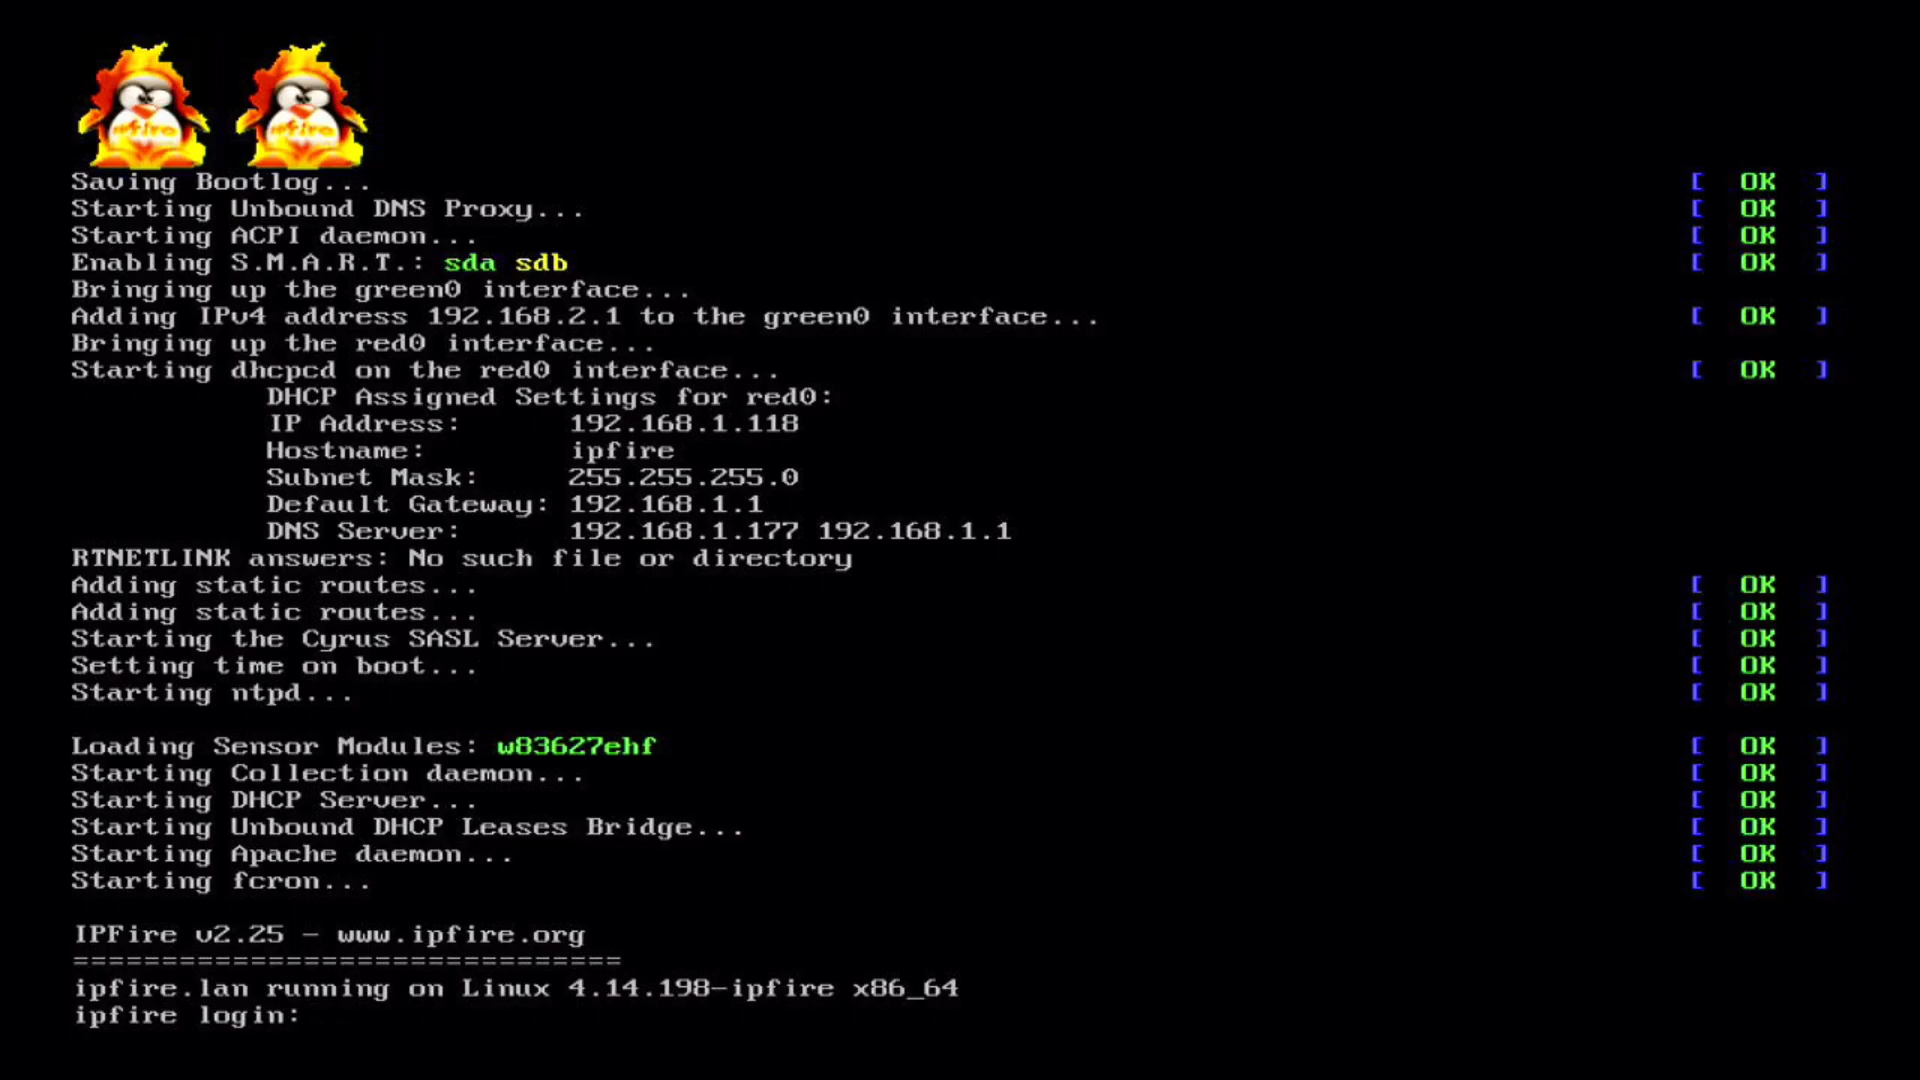 ipfire ipfire
Saving Bootlog... [ OK ]
Starting Unbound DNS Proxy... [ OK ]
Starting ACPI daemon... [ OK ]
Enabling S.M.A.R.T.: sda sdb [ OK ]
Bringing up the green0 interface...
Adding IPv4 address 192.168.2.1 to the green0 interface... [ OK ]
Bringing up the red0 interface...
Starting dhcpcd on the red0 interface... [ OK ]
DHCP Assigned Settings for red0:
IP Address: 192.168.1.118
Hostname: ipfire
Subnet Mask: 255.255.255.0
Default Gateway: 192.168.1.1
DNS Server: 192.168.1.177 192.168.1.1
RTNETLINK answers: No such file or directory
Adding static routes... [ OK ]
Adding static routes... [ OK ]
Starting the Cyrus SASL Server... [ OK ]
Setting time on boot... [ OK ]
Starting ntpd... [ OK ]
Loading Sensor Modules: w83627ehf [ OK ]
Starting Collection daemon... [ OK ]
Starting DHCP Server... [ OK ]
Starting Unbound DHCP Leases Bridge... [ OK ]
Starting Apache daemon... [ OK ]
Starting fcron... [ OK ]
IPFire v2.25 - www.ipfire.org
===============================
ipfire.lan running on Linux 4.14.198-ipfire x86_64
ipfire login: